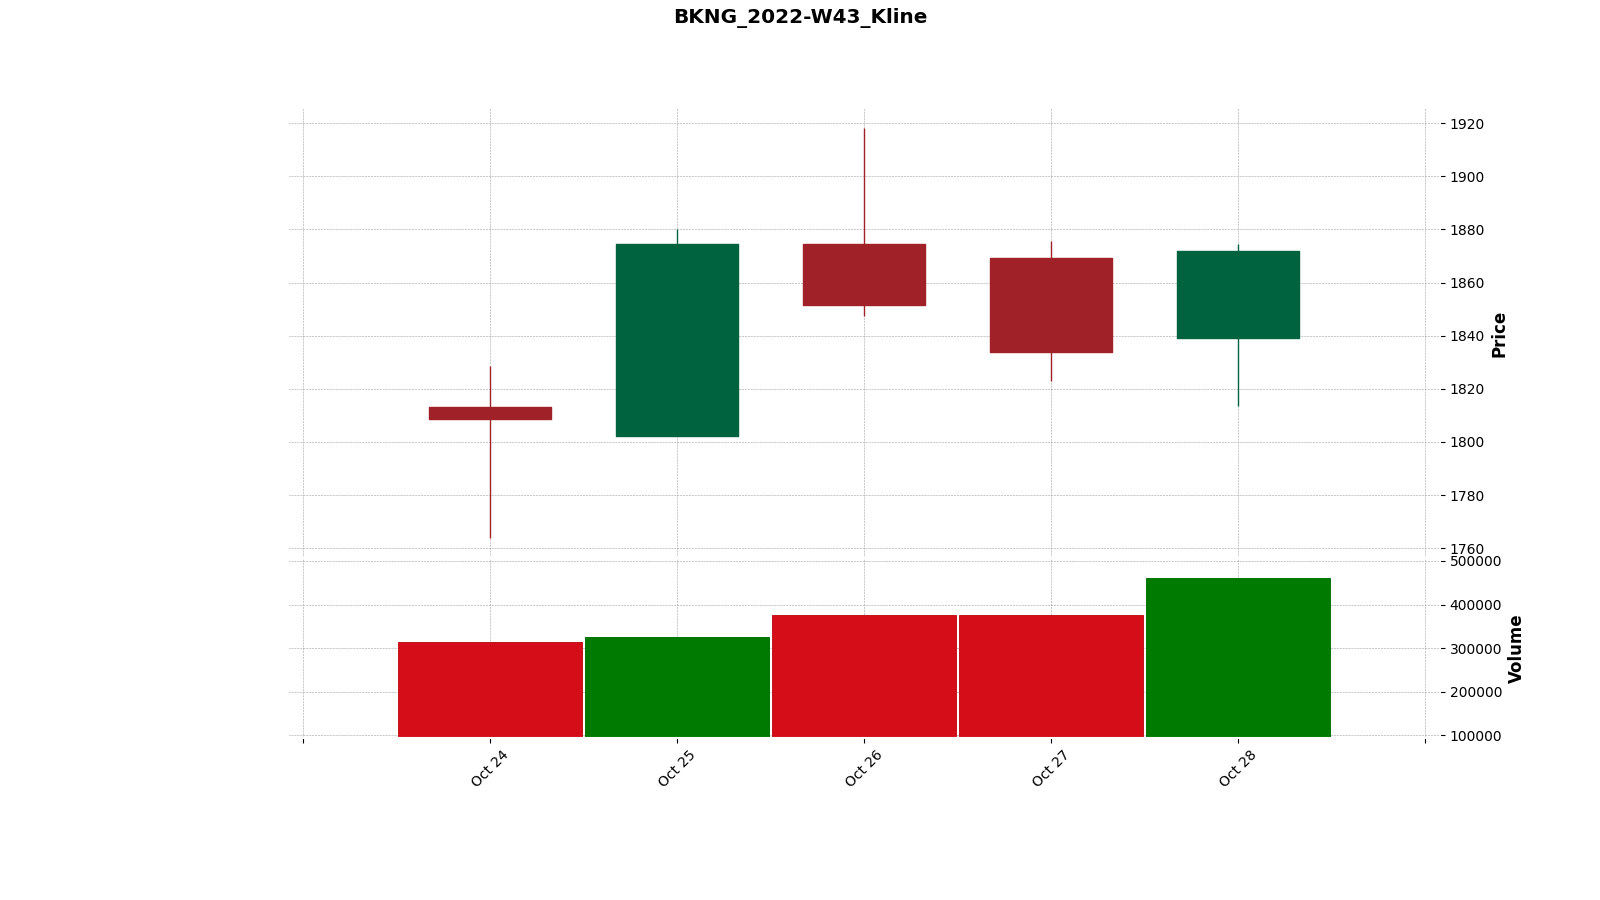 BKNG_2022-W43_Kline
1920
1900
1880
1860
1840
1820
1800
1780
1760
Price
500000
400000
300000
200000
100000
Volume
Oct 24
Oct 25
Oct 26
Oct 27
Oct 28